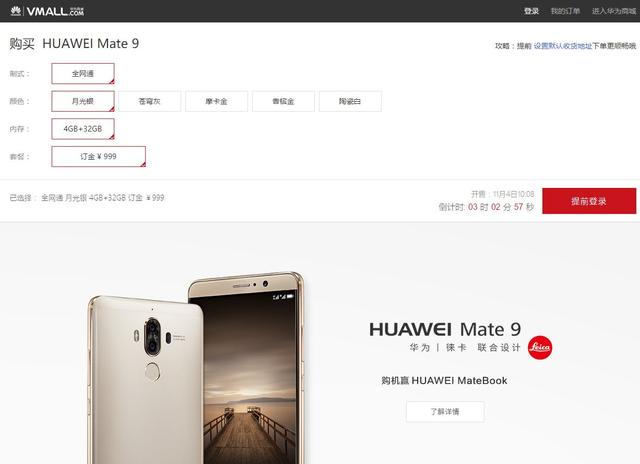 VMALL.COM 登录 我的订单 进入华为商城
购买 HUAWEI Mate 9
攻略：提前 设置默认收货地址下单更顺畅哦
制式： 全网通
颜色： 月光银 苍穹灰 摩卡金 香槟金 陶瓷白
内存： 4GB+32GB
套餐： 订金 ¥ 999
已选择： 全网通 月光银 4GB+32GB 订金 ¥ 999
开售：11月4日10:08
倒计时: 03 时 02 分 57 秒
提前登录
HUAWEI Mate 9
华为 | 徕卡 联合设计
Leica
购机赢 HUAWEI MateBook
了解详情